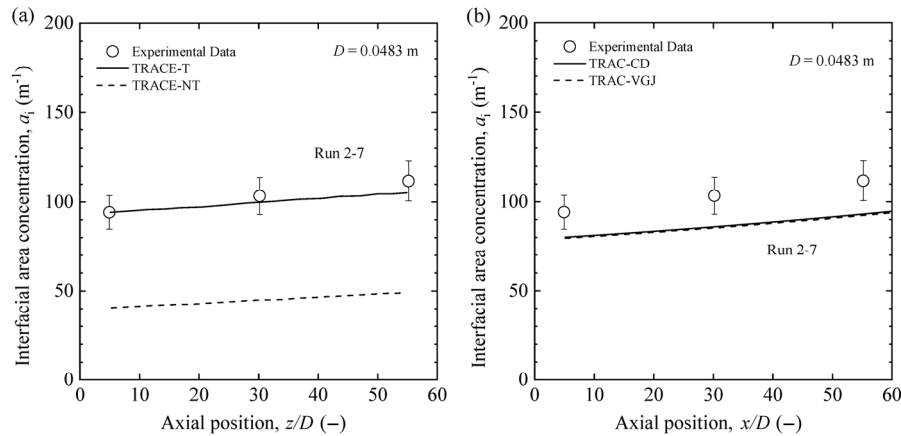 (a)
200
150
100
50
0
Interfacial area concentration, aᵢ (m⁻¹)
Experimental Data
TRACE-T
TRACE-NT
D = 0.0483 m
Run 2-7
0 10 20 30 40 50 60
Axial position, z/D (−)
(b)
200
150
100
50
0
Interfacial area concentration, aᵢ (m⁻¹)
Experimental Data
TRAC-CD
TRAC-VGJ
D = 0.0483 m
Run 2-7
0 10 20 30 40 50 60
Axial position, x/D (−)